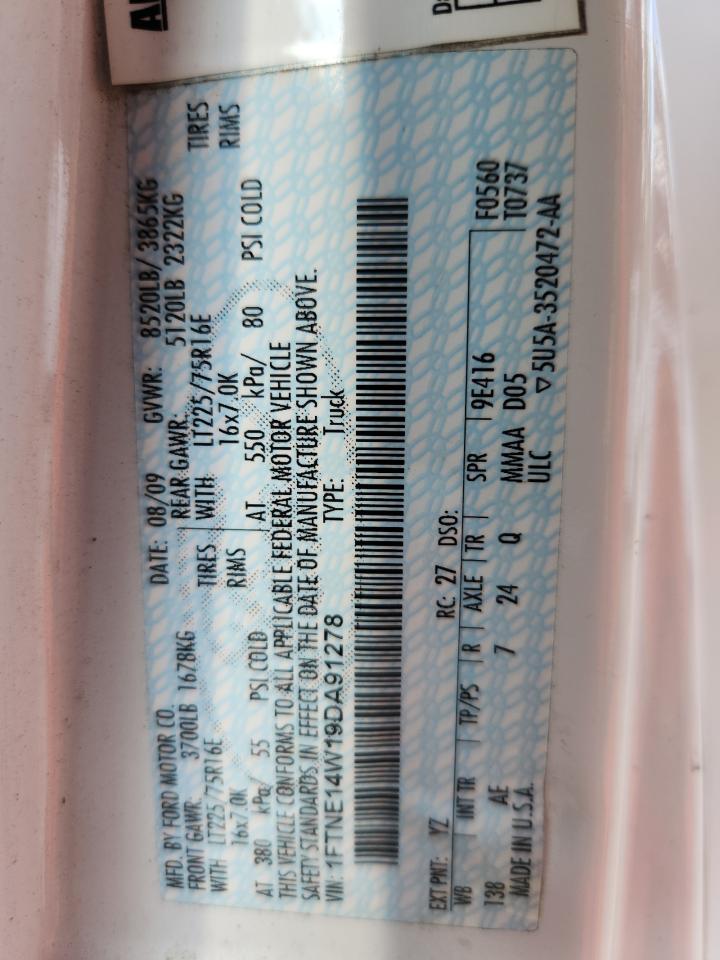 MFD. BY FORD MOTOR CO. DATE: 08/09 GVWR: 8520LB/ 3865KG
FRONT GAWR: 3700LB 1678KG REAR GAWR: 5120LB 2322KG
WITH LT225/75R16E TIRES WITH LT225/75R16E TIRES
16x7.0K RIMS 16x7.0K RIMS
AT 380 kPa/ 55 PSI COLD AT 550 kPa/ 80 PSI COLD
THIS VEHICLE CONFORMS TO ALL APPLICABLE FEDERAL MOTOR VEHICLE
SAFETY STANDARDS IN EFFECT ON THE DATE OF MANUFACTURE SHOWN ABOVE.
VIN: 1FTNE14W19DA91278 TYPE: Truck
EXT PNT: YZ RC: 27 DSO: F0560
WB INT TR TP/PS R AXLE TR SPR 9E416 T0737
138 AE 7 24 Q MMAA D05
MADE IN U.S.A. ULC ▽5U5A-3520472-AA